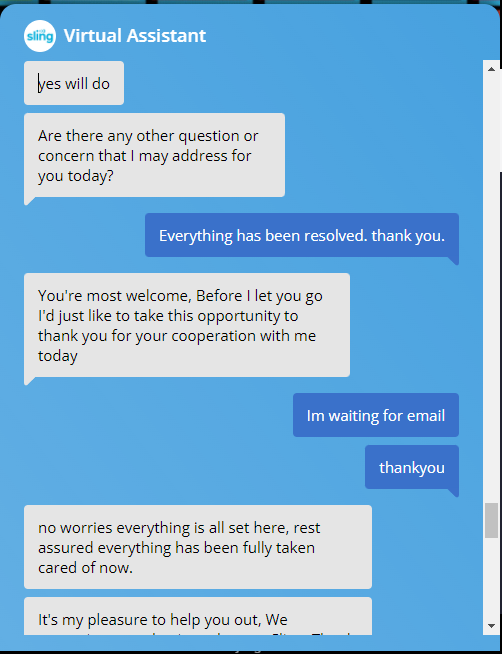 sling
Virtual Assistant
yes will do
Are there any other question or
concern that I may address for
you today?
Everything has been resolved. thank you.
You're most welcome, Before I let you go
I'd just like to take this opportunity to
thank you for your cooperation with me
today
Im waiting for email
thankyou
no worries everything is all set here, rest
assured everything has been fully taken
cared of now.
It's my pleasure to help you out, We